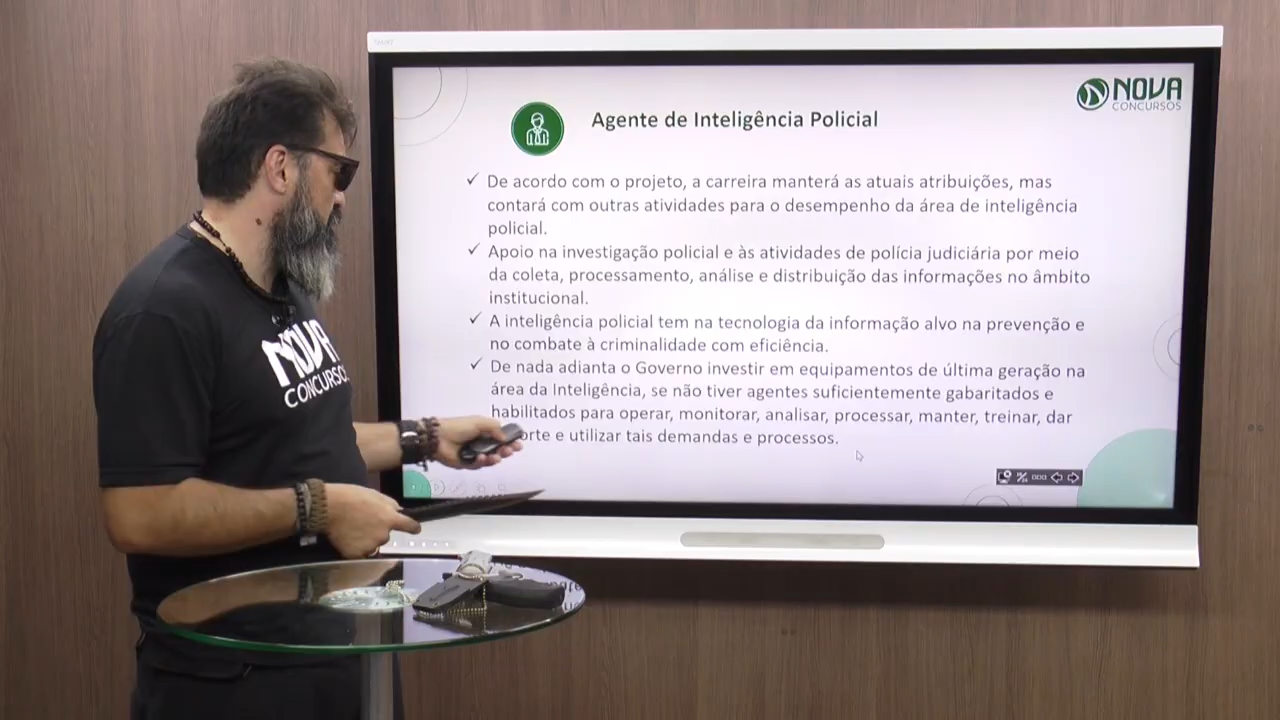 NOVA
CONCURSOS
Agente de Inteligência Policial
De acordo com o projeto, a carreira manterá as atuais atribuições, mas
contará com outras atividades para o desempenho da área de inteligência
policial.
Apoio na investigação policial e às atividades de polícia judiciária por meio
da coleta, processamento, análise e distribuição das informações no âmbito
institucional.
A inteligência policial tem na tecnologia da informação alvo na prevenção e
no combate à criminalidade com eficiência.
De nada adianta o Governo investir em equipamentos de última geração na
área da Inteligência, se não tiver agentes suficientemente gabaritados e
habilitados para operar, monitorar, analisar, processar, manter, treinar, dar
orte e utilizar tais demandas e processos.
NOVA
CONCURSOS